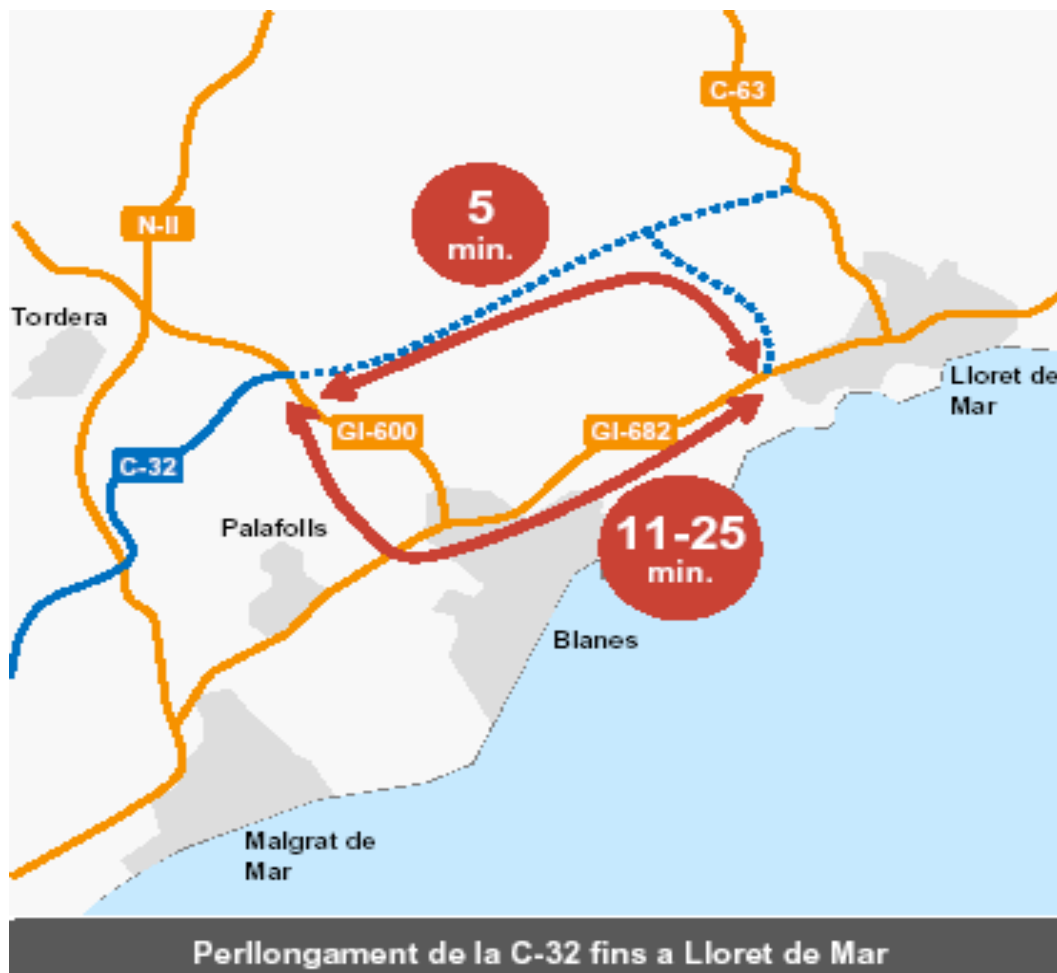 C-63
5
min.
N-II
Tordera
Lloret de
Mar
GI-600
GI-682
C-32
Palafolls
11-25
min.
Blanes
Malgrat de
Mar
Perllongament de la C-32 fins a Lloret de Mar